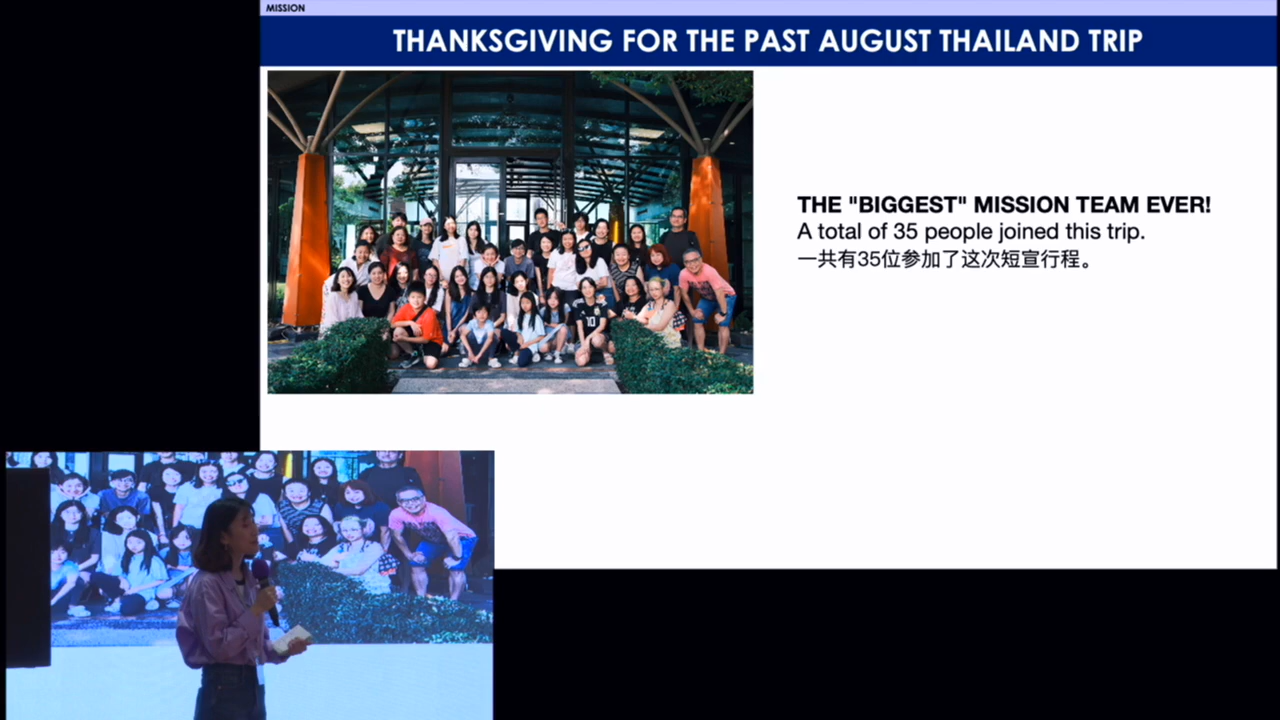 MISSION
THANKSGIVING FOR THE PAST AUGUST THAILAND TRIP
THE "BIGGEST" MISSION TEAM EVER!
A total of 35 people joined this trip.
一共有35位参加了这次短宣行程。
10